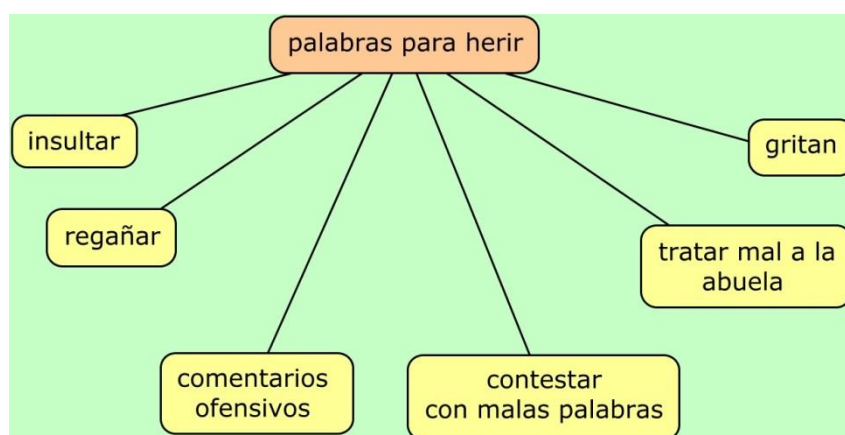 palabras para herir
insultar
gritan
regañar
tratar mal a la
abuela
comentarios
ofensivos
contestar
con malas palabras